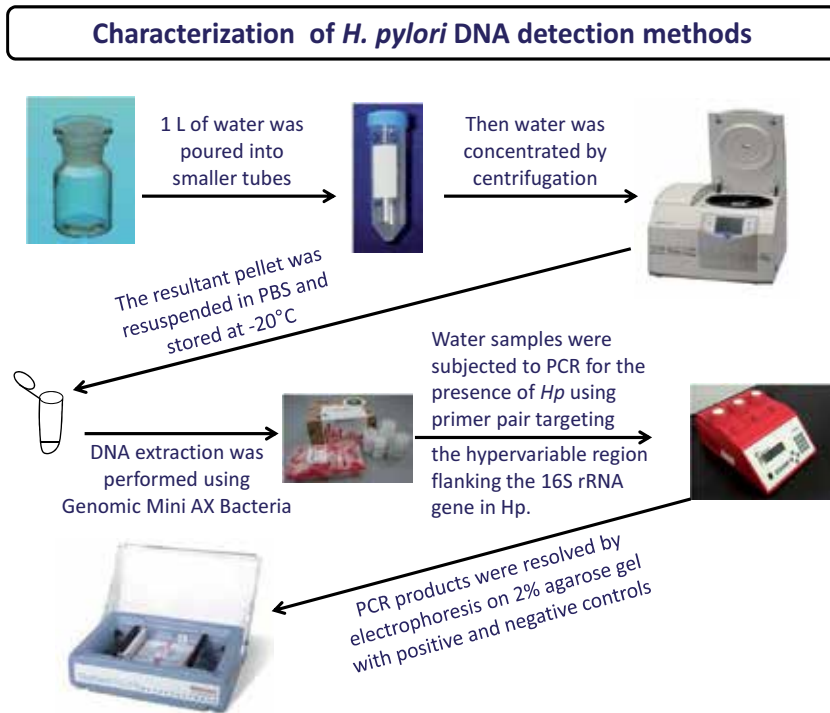 Characterization of H. pylori DNA detection methods
1 L of water was
poured into
smaller tubes
Then water was
concentrated by
centrifugation
The resultant pellet was
resuspended in PBS and
stored at -20°C
Water samples were
subjected to PCR for the
presence of Hp using
primer pair targeting
the hypervariable region
flanking the 16S rRNA
gene in Hp.
DNA extraction was
performed using
Genomic Mini AX Bacteria
PCR products were resolved by
electrophoresis on 2% agarose gel
with positive and negative controls